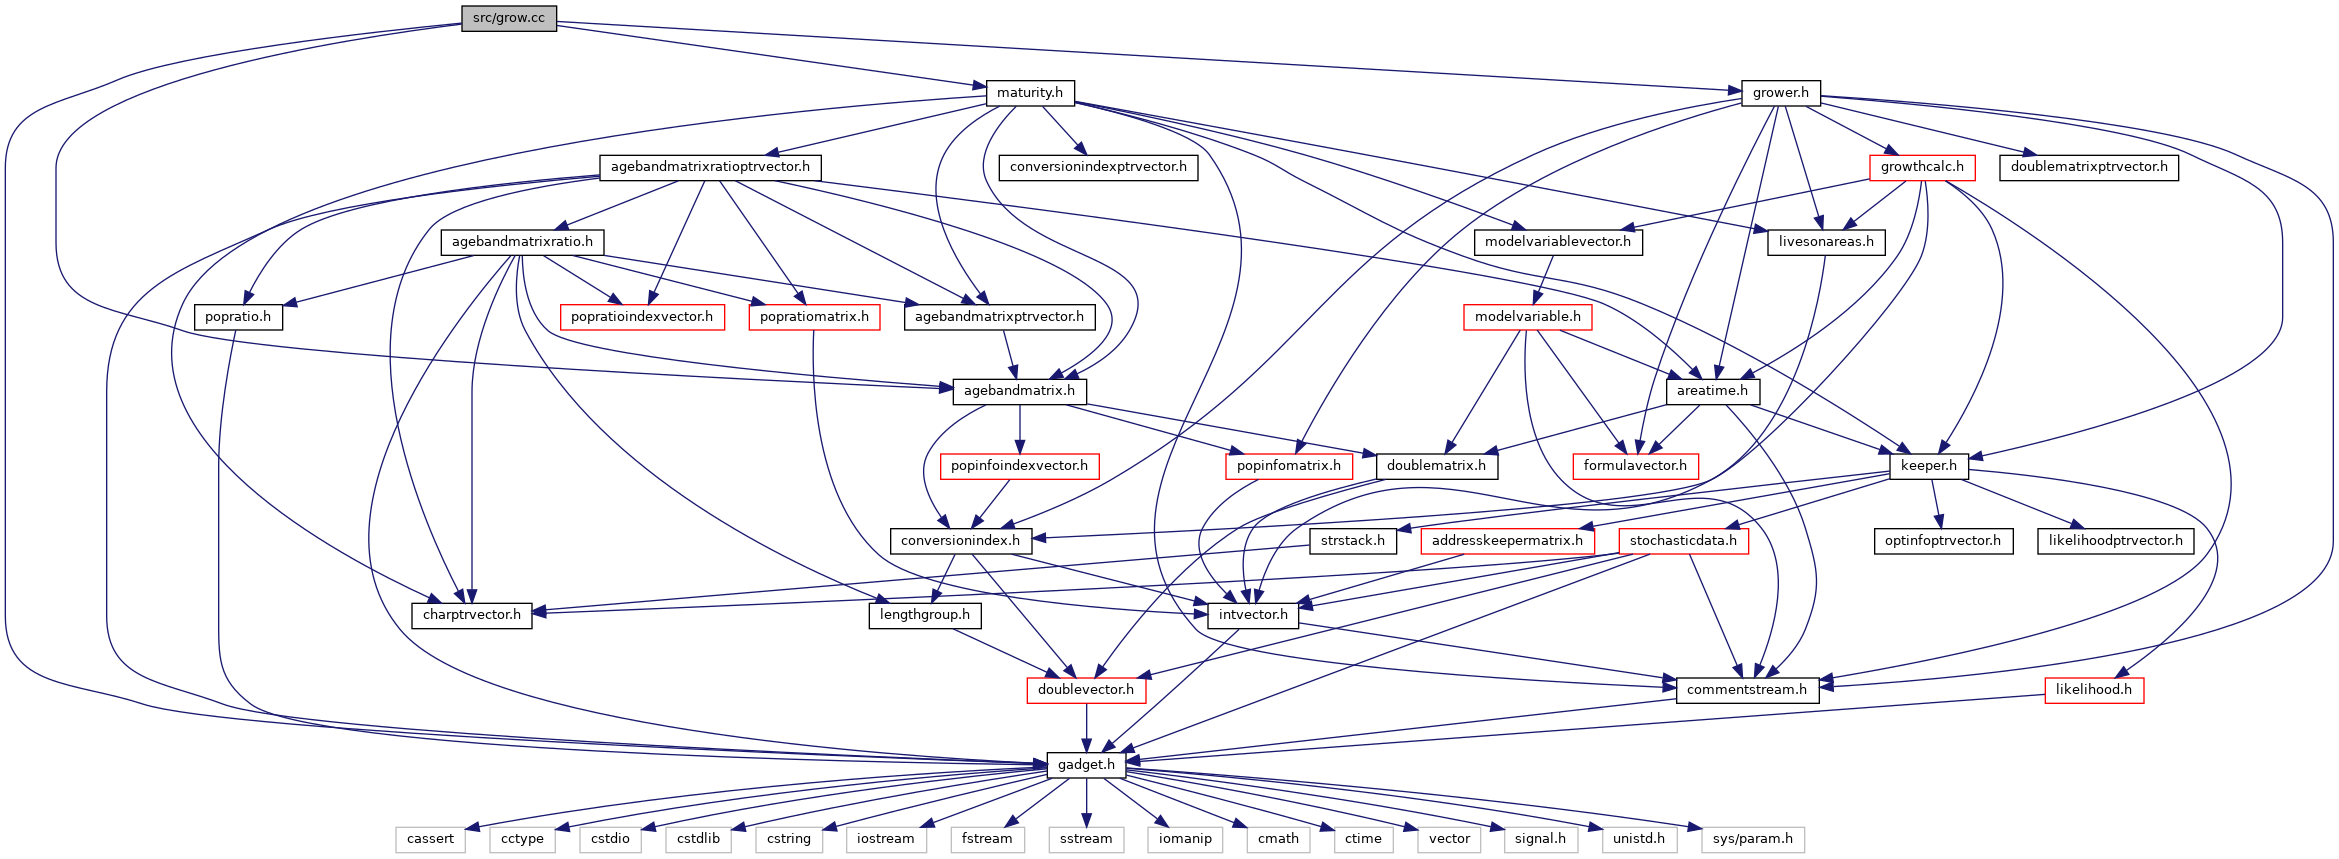 src/grow.cc
maturity.h
grower.h
agebandmatrixratioptrvector.h
conversionindexptrvector.h
growthcalc.h
doublematrixptrvector.h
agebandmatrixratio.h
modelvariablevector.h
livesonareas.h
popratio.h
popratioindexvector.h
popratiomatrix.h
agebandmatrixptrvector.h
modelvariable.h
agebandmatrix.h
areatime.h
popinfoindexvector.h
popinfomatrix.h
doublematrix.h
formulavector.h
keeper.h
conversionindex.h
strstack.h
addresskeepermatrix.h
stochasticdata.h
optinfoptrvector.h
likelihoodptrvector.h
charptrvector.h
lengthgroup.h
intvector.h
doublevector.h
commentstream.h
likelihood.h
gadget.h
cassert
cctype
cstdio
cstdlib
cstring
iostream
fstream
sstream
iomanip
cmath
ctime
vector
signal.h
unistd.h
sys/param.h